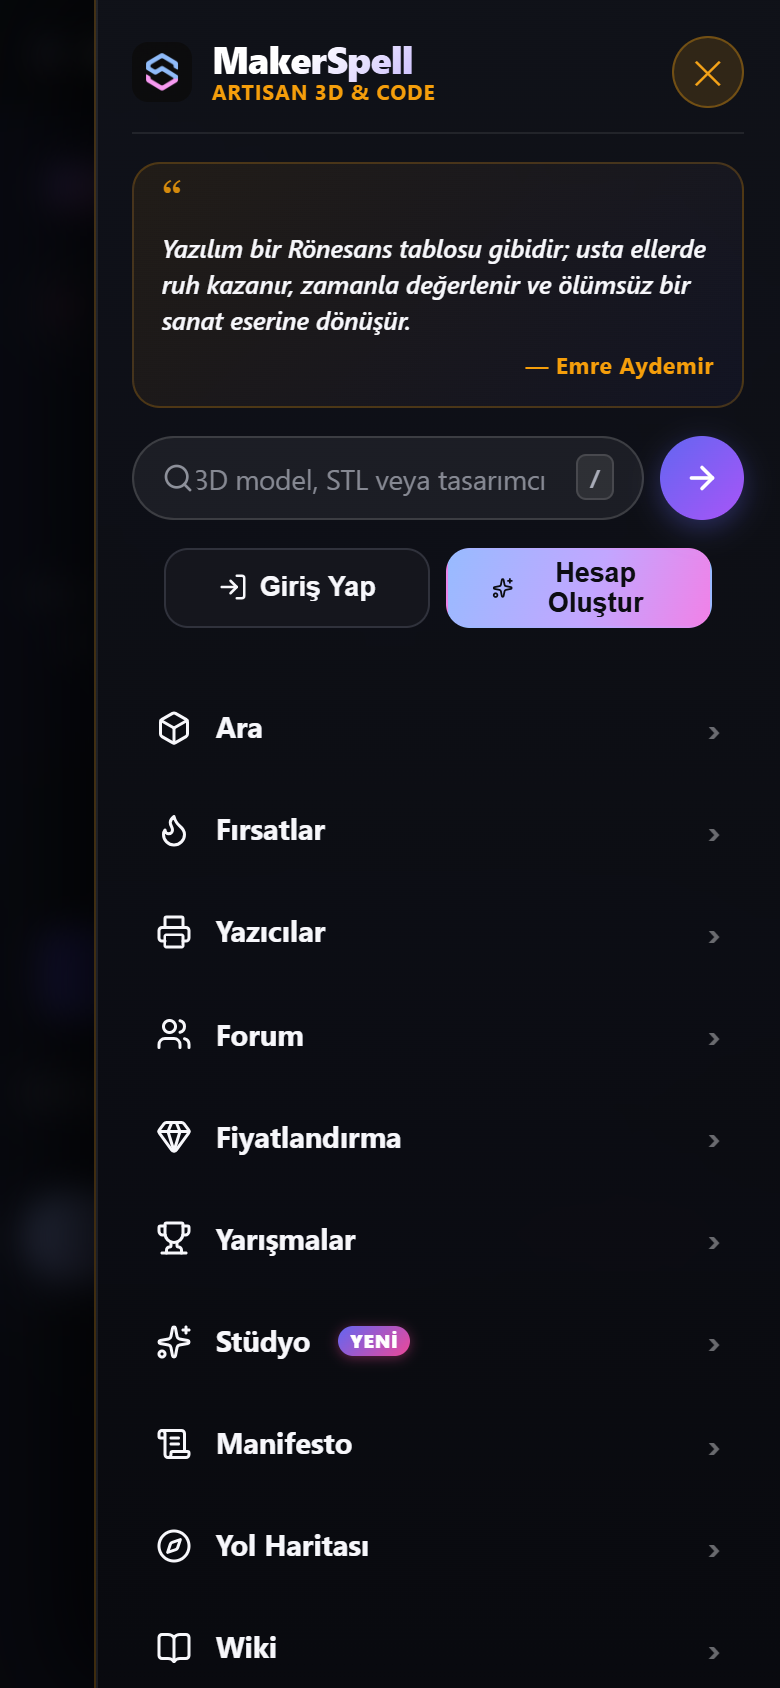 MakerSpell
ARTISAN 3D & CODE
“
Yazılım bir Rönesans tablosu gibidir; usta ellerde
ruh kazanır, zamanla değerlenir ve ölümsüz bir
sanat eserine dönüşür.
— Emre Aydemir
3D model, STL veya tasarımcı
/
Giriş Yap
Hesap
Oluştur
Ara
Fırsatlar
Yazıcılar
Forum
Fiyatlandırma
Yarışmalar
Stüdyo YENİ
Manifesto
Yol Haritası
Wiki